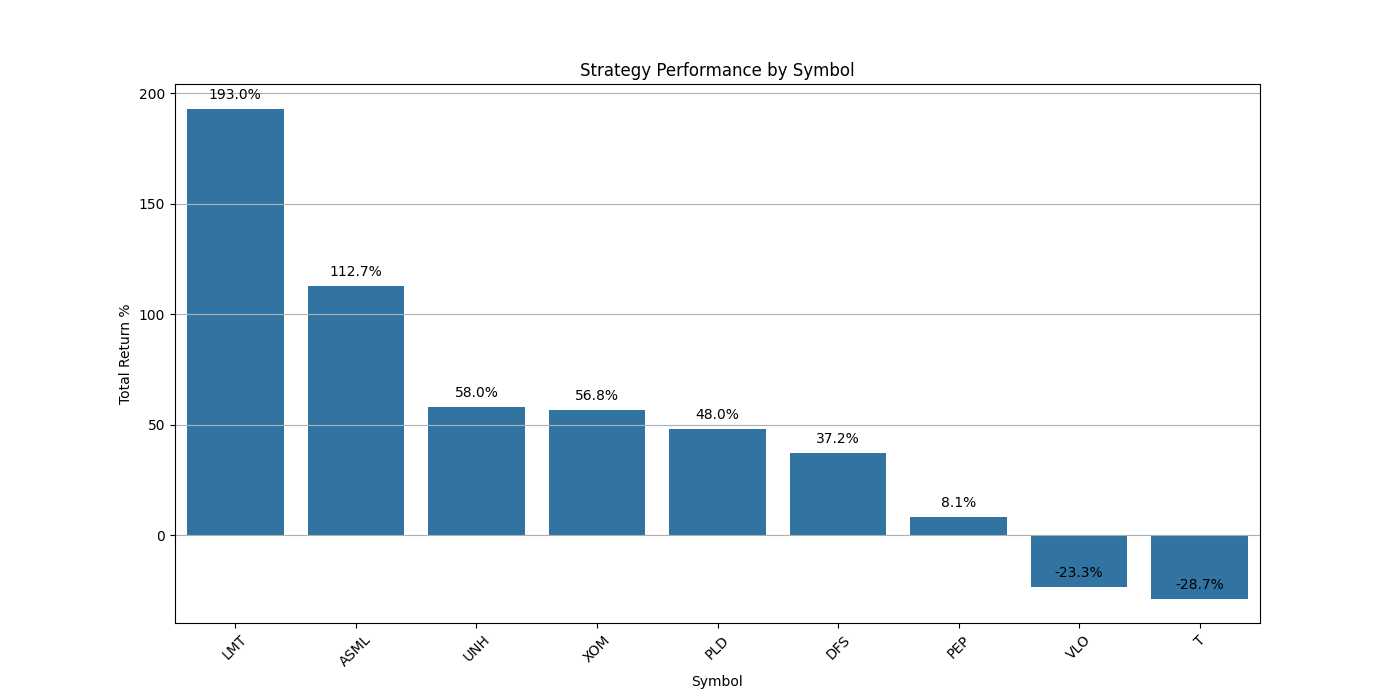 Strategy Performance by Symbol
Total Return %
200
150
100
50
0
193.0%
112.7%
58.0%
56.8%
48.0%
37.2%
8.1%
-23.3%
-28.7%
LMT
ASML
UNH
XOM
PLD
DFS
PEP
VLO
T
Symbol